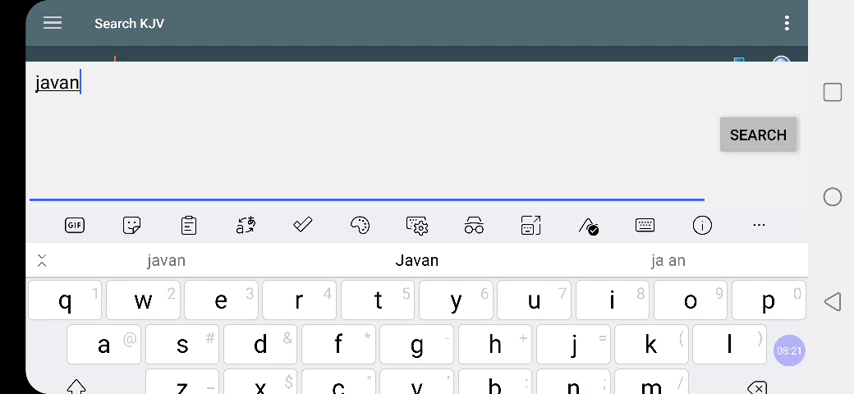 Search KJV
javan
SEARCH
GIF
javan Javan ja an
q 1 w 2 e 3 r 4 t 5 y 6 u 7 i 8 o 9 p 0
a @ s # d & f * g - h + j = k ( l )
08:21
z _ x $ c " v ' b : n ; m /